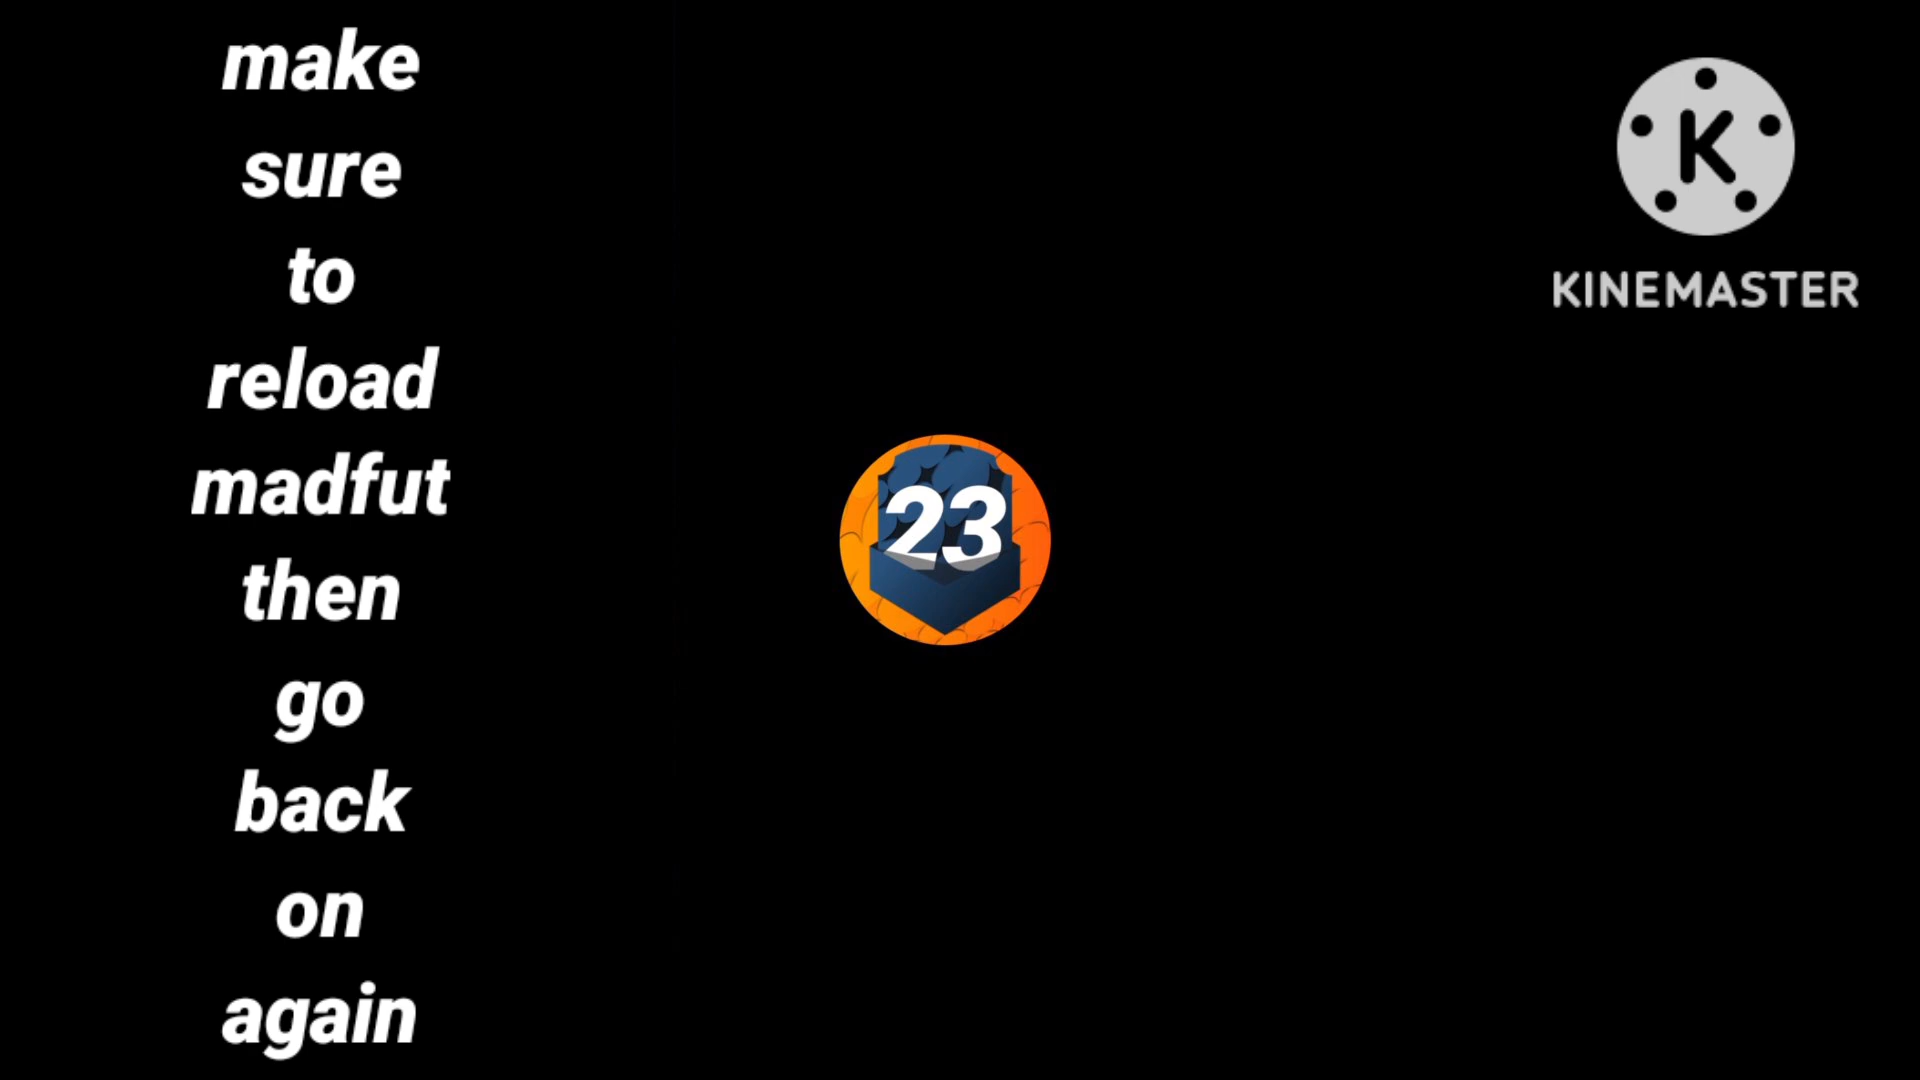 make
sure
to
reload
madfut
then
go
back
on
again
23
K
KINEMASTER